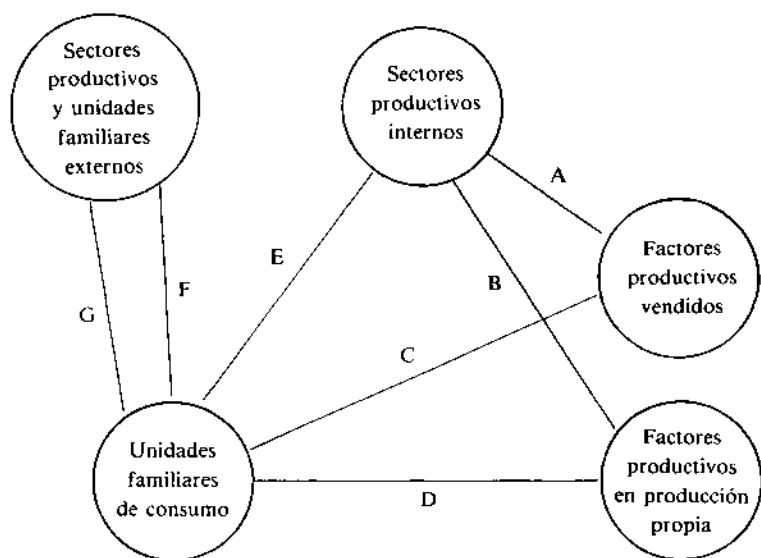 Sectores
productivos
y unidades
familiares
externos
Sectores
productivos
internos
A
Factores
productivos
vendidos
E
B
F
G
C
Unidades
familiares
de consumo
D
Factores
productivos
en producción
propia